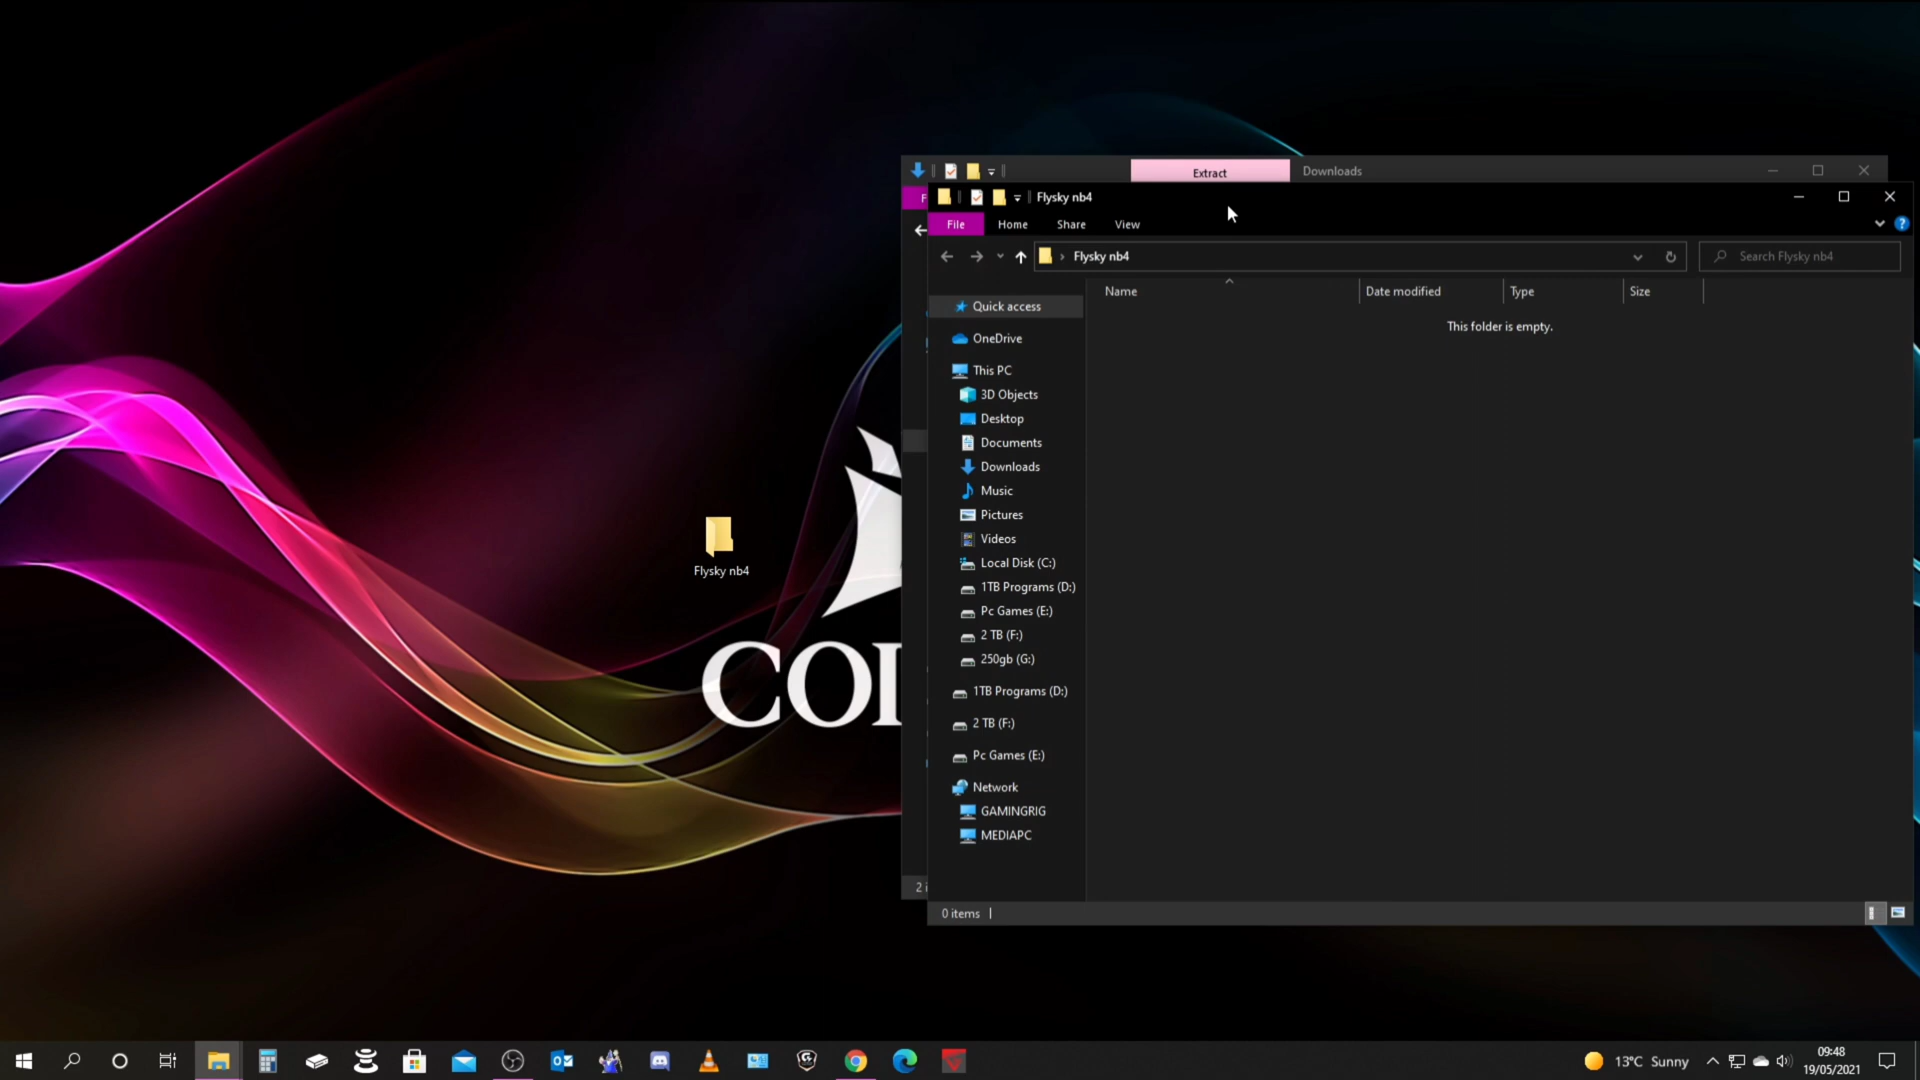 Extract
Downloads
Flysky nb4
File
Home
Share
View
Flysky nb4
Search Flysky nb4
Name
Date modified
Type
Size
This folder is empty.
Quick access
OneDrive
This PC
3D Objects
Desktop
Documents
Downloads
Music
Pictures
Videos
Local Disk (C:)
1TB Programs (D:)
Pc Games (E:)
2 TB (F:)
250gb (G:)
1TB Programs (D:)
2 TB (F:)
Pc Games (E:)
Network
GAMINGRIG
MEDIAPC
2 i
0 items
Flysky nb4
13°C Sunny
09:48
19/05/2021